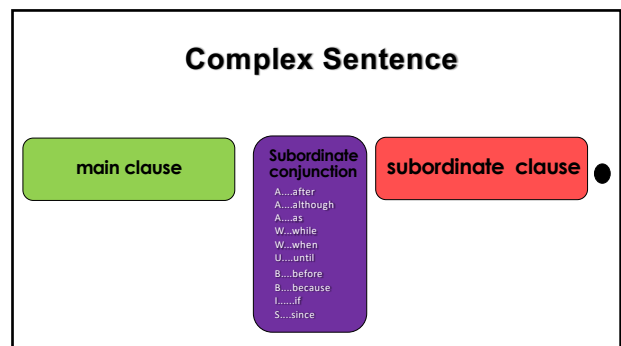 Complex Sentence
main clause
Subordinate
conjunction
A....after
A....although
A....as
W...while
W...when
U....until
B....before
B....because
I......if
S....since
subordinate clause